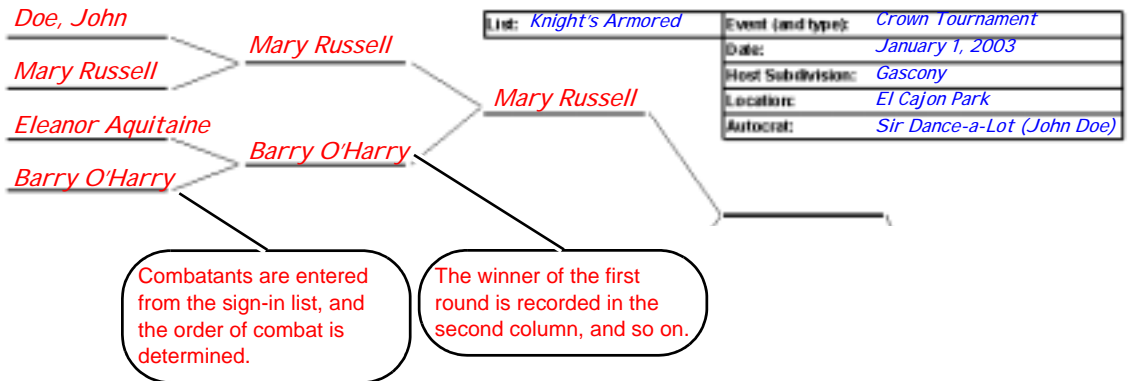 Doe, John
Mary Russell
Mary Russell
Mary Russell
Eleanor Aquitaine
Barry O'Harry
Barry O'Harry
List: Knight's Armored
Event (and type): Crown Tournament
Date: January 1, 2003
Host Subdivision: Gascony
Location: El Cajon Park
Autocrat: Sir Dance-a-Lot (John Doe)
Combatants are entered
from the sign-in list, and
the order of combat is
determined.
The winner of the first
round is recorded in the
second column, and so on.